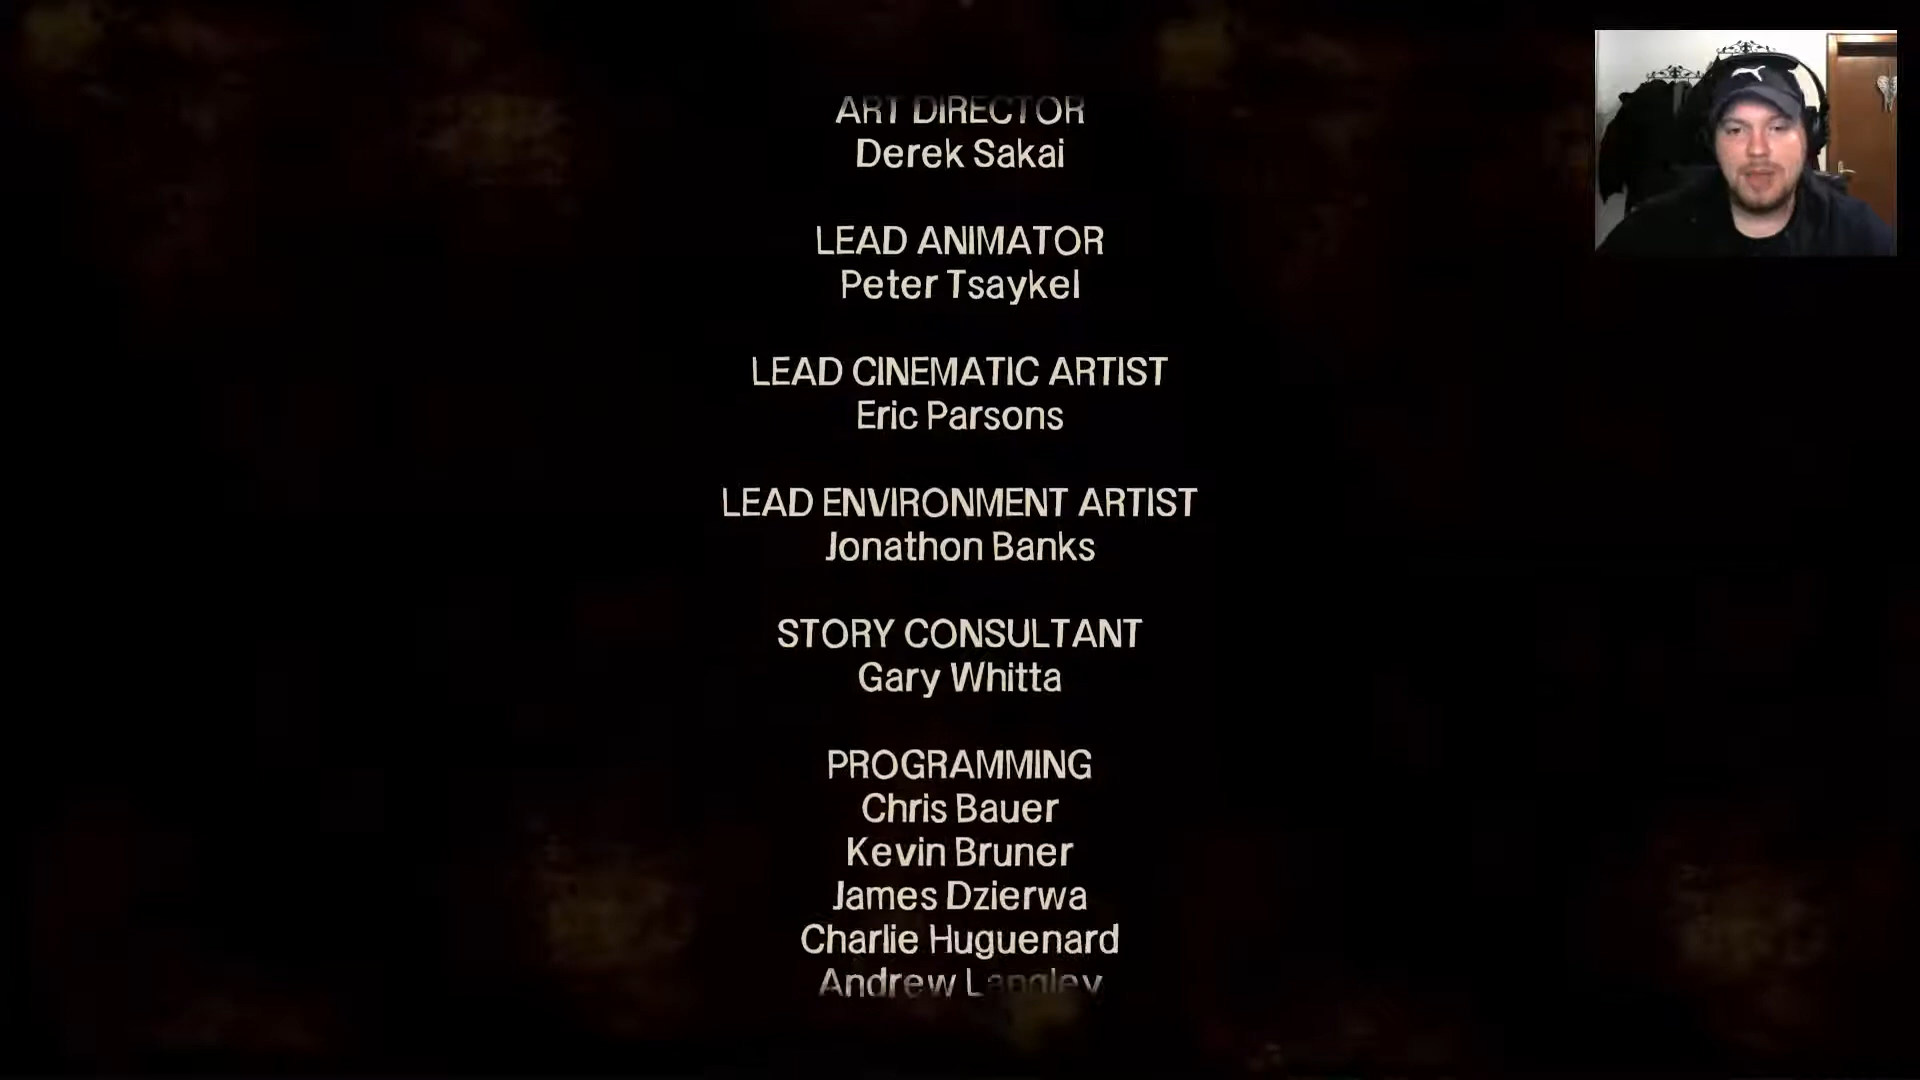 ART DIRECTOR
Derek Sakai
LEAD ANIMATOR
Peter Tsaykel
LEAD CINEMATIC ARTIST
Eric Parsons
LEAD ENVIRONMENT ARTIST
Jonathon Banks
STORY CONSULTANT
Gary Whitta
PROGRAMMING
Chris Bauer
Kevin Bruner
James Dzierwa
Charlie Huguenard
Andrew Langley